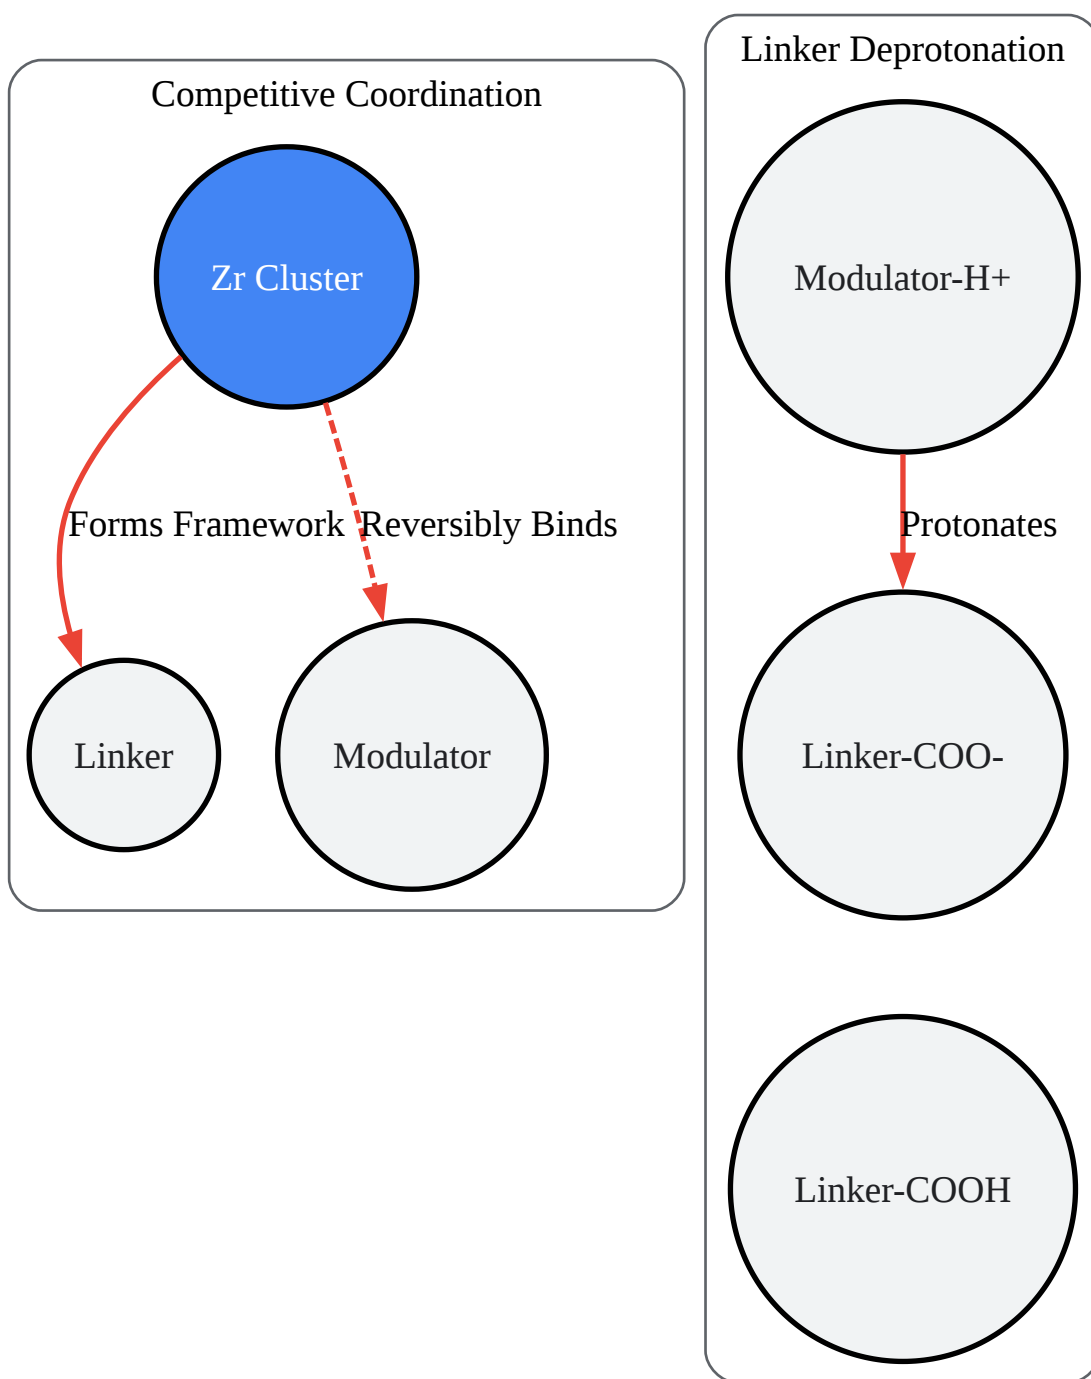 Competitive Coordination
Zr Cluster
Forms Framework
Reversibly Binds
Linker
Modulator
Linker Deprotonation
Modulator-H+
Protonates
Linker-COO-
Linker-COOH